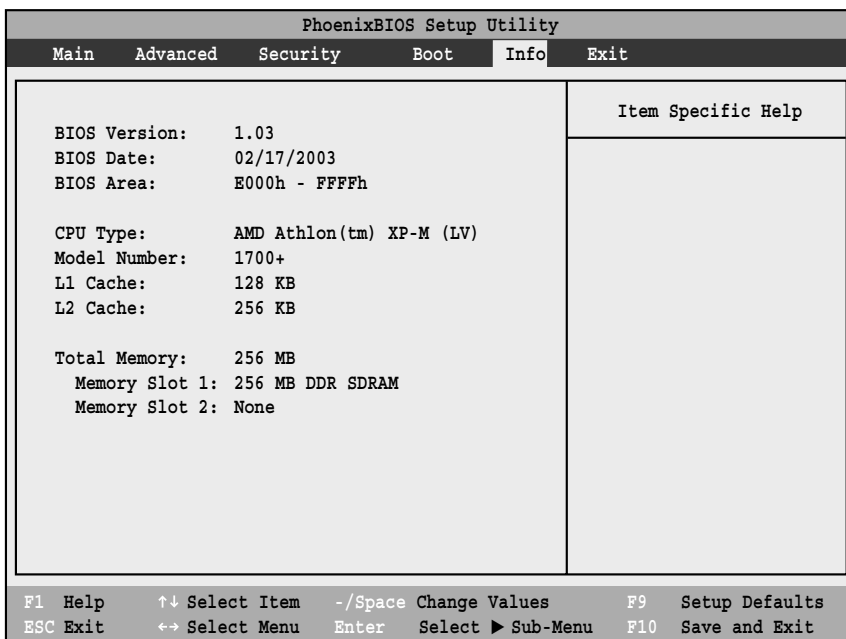 PhoenixBIOS Setup Utility
Main Advanced Security Boot Info Exit
Item Specific Help
BIOS Version: 1.03
BIOS Date: 02/17/2003
BIOS Area: E000h - FFFFh
CPU Type: AMD Athlon(tm) XP-M (LV)
Model Number: 1700+
L1 Cache: 128 KB
L2 Cache: 256 KB
Total Memory: 256 MB
Memory Slot 1: 256 MB DDR SDRAM
Memory Slot 2: None
F1 Help ↑↓ Select Item -/Space Change Values F9 Setup Defaults
ESC Exit ←→ Select Menu Enter Select ▶ Sub-Menu F10 Save and Exit